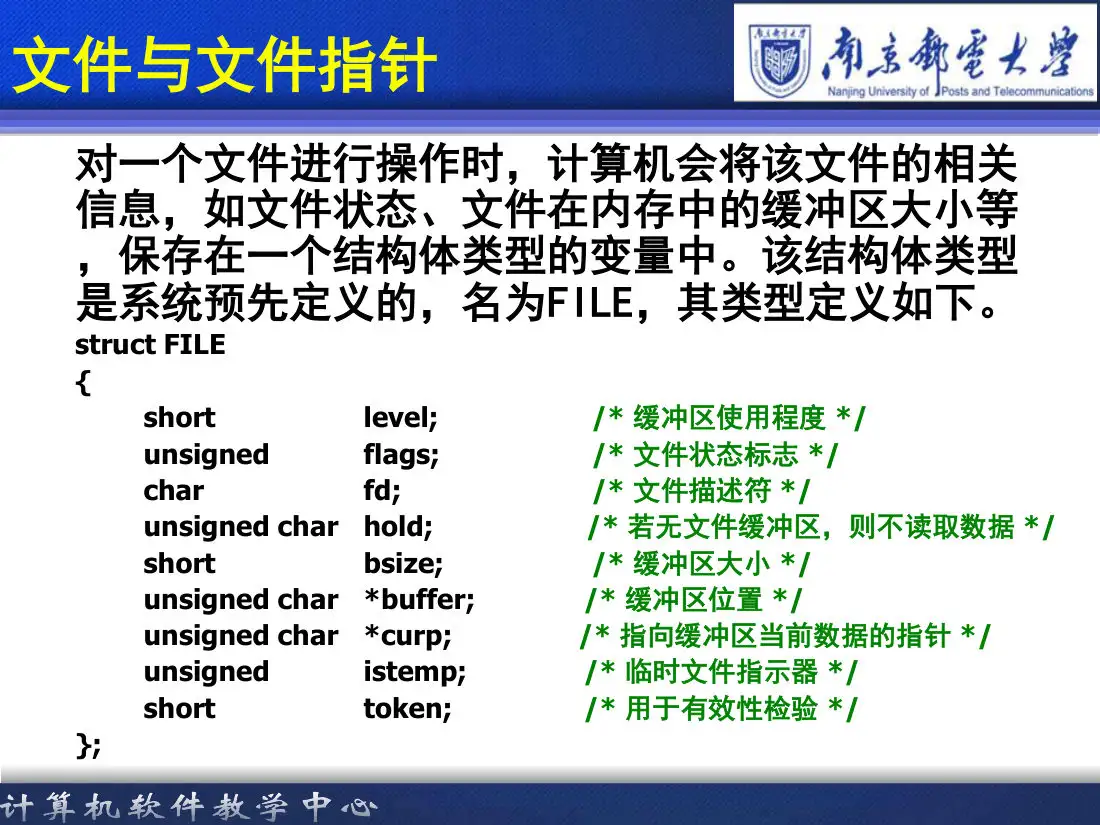 文件与文件指针
南京邮电大学
Nanjing University of Posts and Telecommunications
对一个文件进行操作时，计算机会将该文件的相关
信息，如文件状态、文件在内存中的缓冲区大小等
，保存在一个结构体类型的变量中。该结构体类型
是系统预先定义的，名为FILE，其类型定义如下。
struct FILE
{
short level; /* 缓冲区使用程度 */
unsigned flags; /* 文件状态标志 */
char fd; /* 文件描述符 */
unsigned char hold; /* 若无文件缓冲区，则不读取数据 */
short bsize; /* 缓冲区大小 */
unsigned char *buffer; /* 缓冲区位置 */
unsigned char *curp; /* 指向缓冲区当前数据的指针 */
unsigned istemp; /* 临时文件指示器 */
short token; /* 用于有效性检验 */
};
计算机软件教学中心